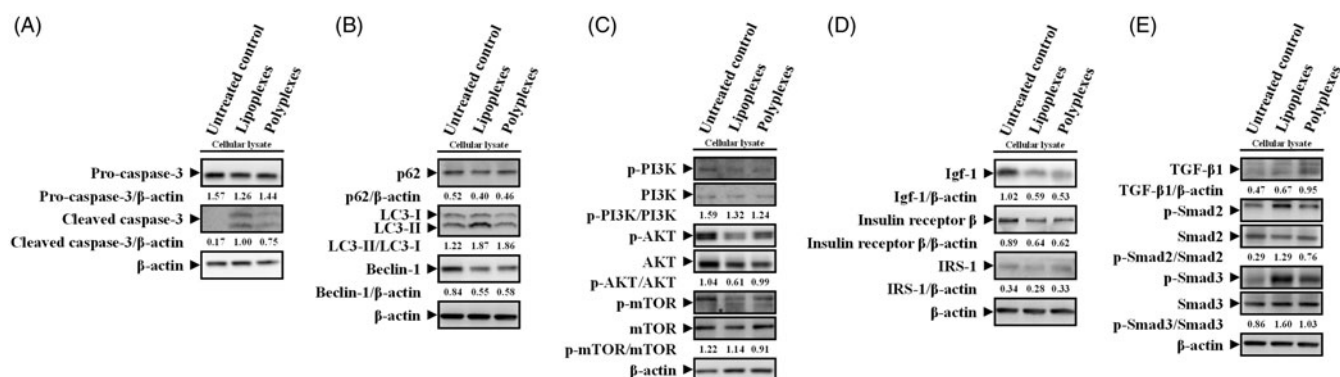 (A)
Untreated control
Lipoplexes
Polyplexes
Cellular lysate
Pro-caspase-3
Pro-caspase-3/β-actin 1.57 1.26 1.44
Cleaved caspase-3
Cleaved caspase-3/β-actin 0.17 1.00 0.75
β-actin
(B)
Untreated control
Lipoplexes
Polyplexes
Cellular lysate
p62
p62/β-actin 0.52 0.40 0.46
LC3-I
LC3-II
LC3-II/LC3-I 1.22 1.87 1.86
Beclin-1
Beclin-1/β-actin 0.84 0.55 0.58
β-actin
(C)
Untreated control
Lipoplexes
Polyplexes
Cellular lysate
p-PI3K
PI3K
p-PI3K/PI3K 1.59 1.32 1.24
p-AKT
AKT
p-AKT/AKT 1.04 0.61 0.99
p-mTOR
mTOR
p-mTOR/mTOR 1.22 1.14 0.91
β-actin
(D)
Untreated control
Lipoplexes
Polyplexes
Cellular lysate
Igf-1
Igf-1/β-actin 1.02 0.59 0.53
Insulin receptor β
Insulin receptor β/β-actin 0.89 0.64 0.62
IRS-1
IRS-1/β-actin 0.34 0.28 0.33
β-actin
(E)
Untreated control
Lipoplexes
Polyplexes
Cellular lysate
TGF-β1
TGF-β1/β-actin 0.47 0.67 0.95
p-Smad2
Smad2
p-Smad2/Smad2 0.29 1.29 0.76
p-Smad3
Smad3
p-Smad3/Smad3 0.86 1.60 1.03
β-actin